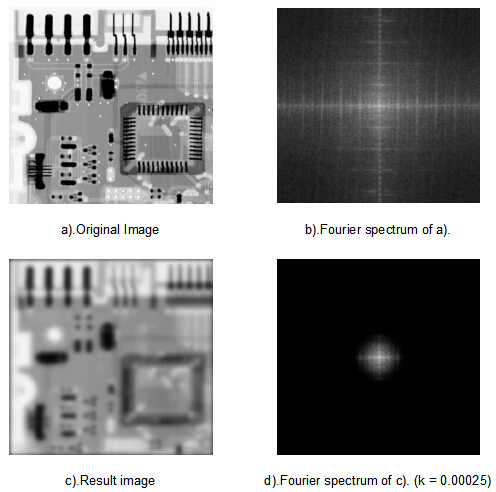 a).Original Image
b).Fourier spectrum of a).
c).Result image
d).Fourier spectrum of c). (k = 0.00025)